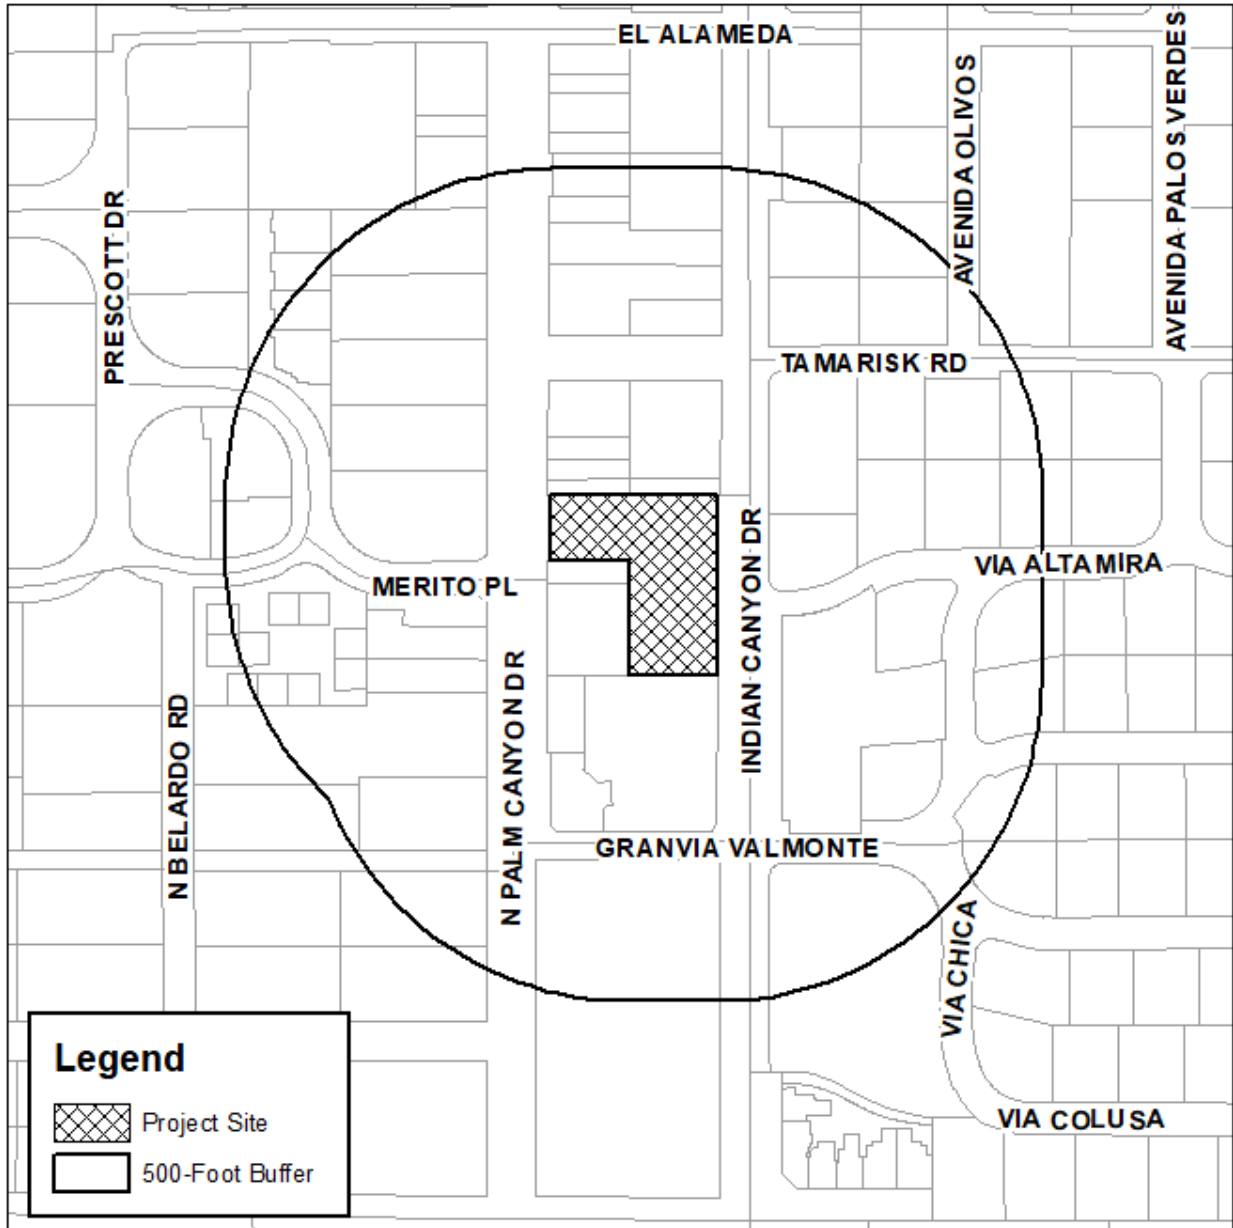 EL ALAMEDA
AVENIDA PALOS VERDES
AVENIDA OLIVOS
PRESCOTT DR
TAMARISK RD
INDIAN CANYON DR
VIA ALTAMIRA
MERITO PL
N PALM CANYON DR
N BELARDO RD
GRANVIA VALMONTE
VIA CHICA
Legend
Project Site
500-Foot Buffer
VIA COLUSA